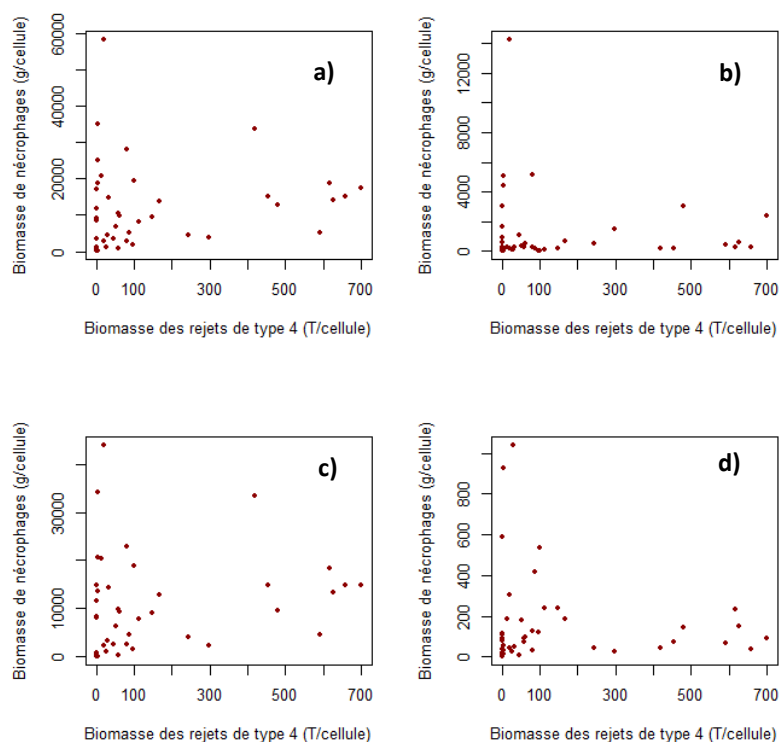 Biomasse de nécrophages (g/cellule)
60000
40000
20000
0
a)
0 100 300 500 700
Biomasse des rejets de type 4 (T/cellule)
Biomasse de nécrophages (g/cellule)
12000
8000
4000
0
b)
0 100 300 500 700
Biomasse des rejets de type 4 (T/cellule)
Biomasse de nécrophages (g/cellule)
30000
10000
0
c)
0 100 300 500 700
Biomasse des rejets de type 4 (T/cellule)
Biomasse de nécrophages (g/cellule)
800
600
400
200
0
d)
0 100 300 500 700
Biomasse des rejets de type 4 (T/cellule)